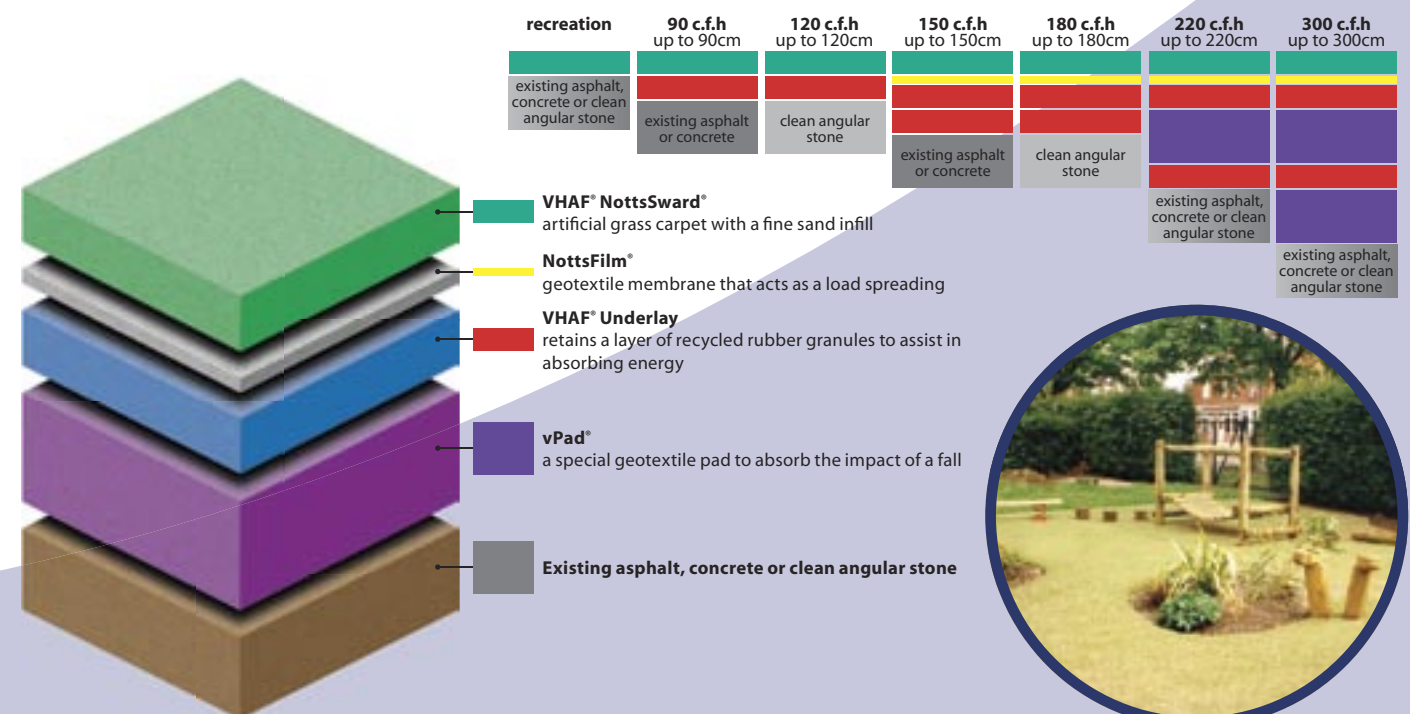 recreation
90 c.f.h
up to 90cm
120 c.f.h
up to 120cm
150 c.f.h
up to 150cm
180 c.f.h
up to 180cm
220 c.f.h
up to 220cm
300 c.f.h
up to 300cm
existing asphalt,
concrete or clean
angular stone
existing asphalt
or concrete
clean angular
stone
existing asphalt
or concrete
clean angular
stone
existing asphalt,
concrete or clean
angular stone
existing asphalt,
concrete or clean
angular stone
VHAF® NottsSward®
artificial grass carpet with a fine sand infill
NottsFilm®
geotextile membrane that acts as a load spreading
VHAF® Underlay
retains a layer of recycled rubber granules to assist in
absorbing energy
vPad®
a special geotextile pad to absorb the impact of a fall
Existing asphalt, concrete or clean angular stone